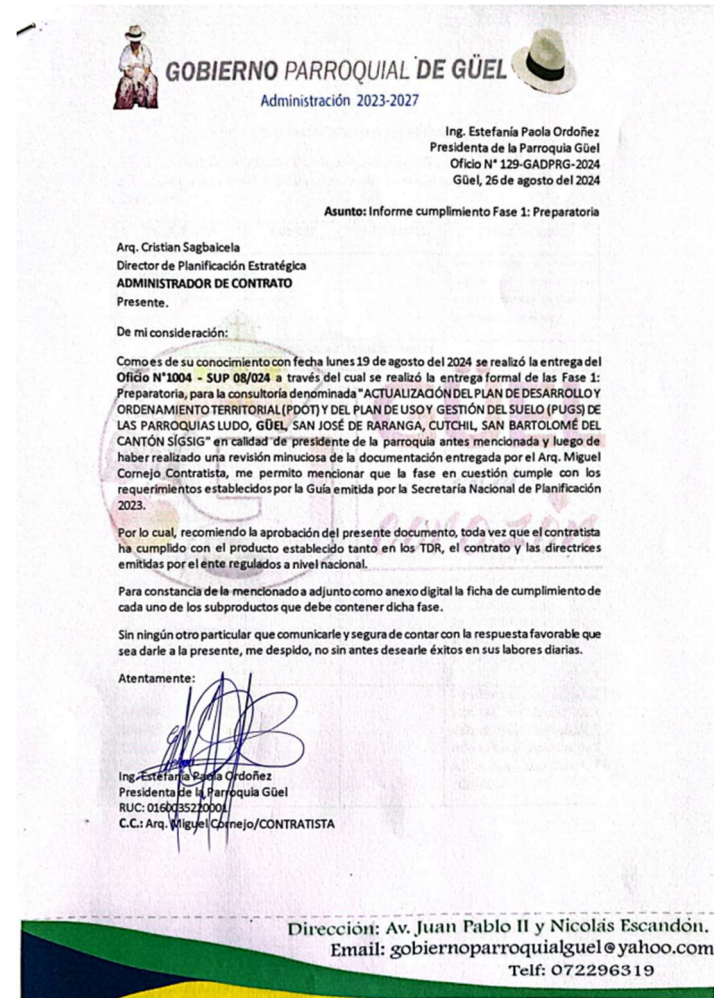 GOBIERNO PARROQUIAL DE GÜEL
Administración 2023-2027
Ing. Estefanía Paola Ordoñez
Presidenta de la Parroquia Güel
Oficio N° 129-GADPRG-2024
Güel, 26 de agosto del 2024
Asunto: Informe cumplimiento Fase 1: Preparatoria
Arq. Cristian Sagbaicela
Director de Planificación Estratégica
ADMINISTRADOR DE CONTRATO
Presente.
De mi consideración:
Como es de su conocimiento con fecha lunes 19 de agosto del 2024 se realizó la entrega del
Oficio N°1004 - SUP 08/024 a través del cual se realizó la entrega formal de las Fase 1:
Preparatoria, para la consultoría denominada "ACTUALIZACIÓN DEL PLAN DE DESARROLLO Y
ORDENAMIENTO TERRITORIAL (PDOT) Y DEL PLAN DE USO Y GESTIÓN DEL SUELO (PUGS) DE
LAS PARROQUIAS LUDO, GÜEL, SAN JOSÉ DE RARANGA, CUTCHIL, SAN BARTOLOMÉ DEL
CANTÓN SÍGSIG" en calidad de presidente de la parroquia antes mencionada y luego de
haber realizado una revisión minuciosa de la documentación entregada por el Arq. Miguel
Cornejo Contratista, me permito mencionar que la fase en cuestión cumple con los
requerimientos establecidos por la Guía emitida por la Secretaría Nacional de Planificación
2023.
Por lo cual, recomiendo la aprobación del presente documento, toda vez que el contratista
ha cumplido con el producto establecido tanto en los TDR, el contrato y las directrices
emitidas por el ente regulados a nivel nacional.
Para constancia de la mencionado a adjunto como anexo digital la ficha de cumplimiento de
cada uno de los subproductos que debe contener dicha fase.
Sin ningún otro particular que comunicarle y segura de contar con la respuesta favorable que
sea darle a la presente, me despido, no sin antes desearle éxitos en sus labores diarias.
Atentamente:
Ing. Estefanía Paola Ordoñez
Presidenta de la Parroquia Güel
RUC: 0160035220001
C.C.: Arq. Miguel Cornejo/CONTRATISTA
Dirección: Av. Juan Pablo II y Nicolás Escandón.
Email: gobiernoparroquialguel@yahoo.com
Telf: 072296319